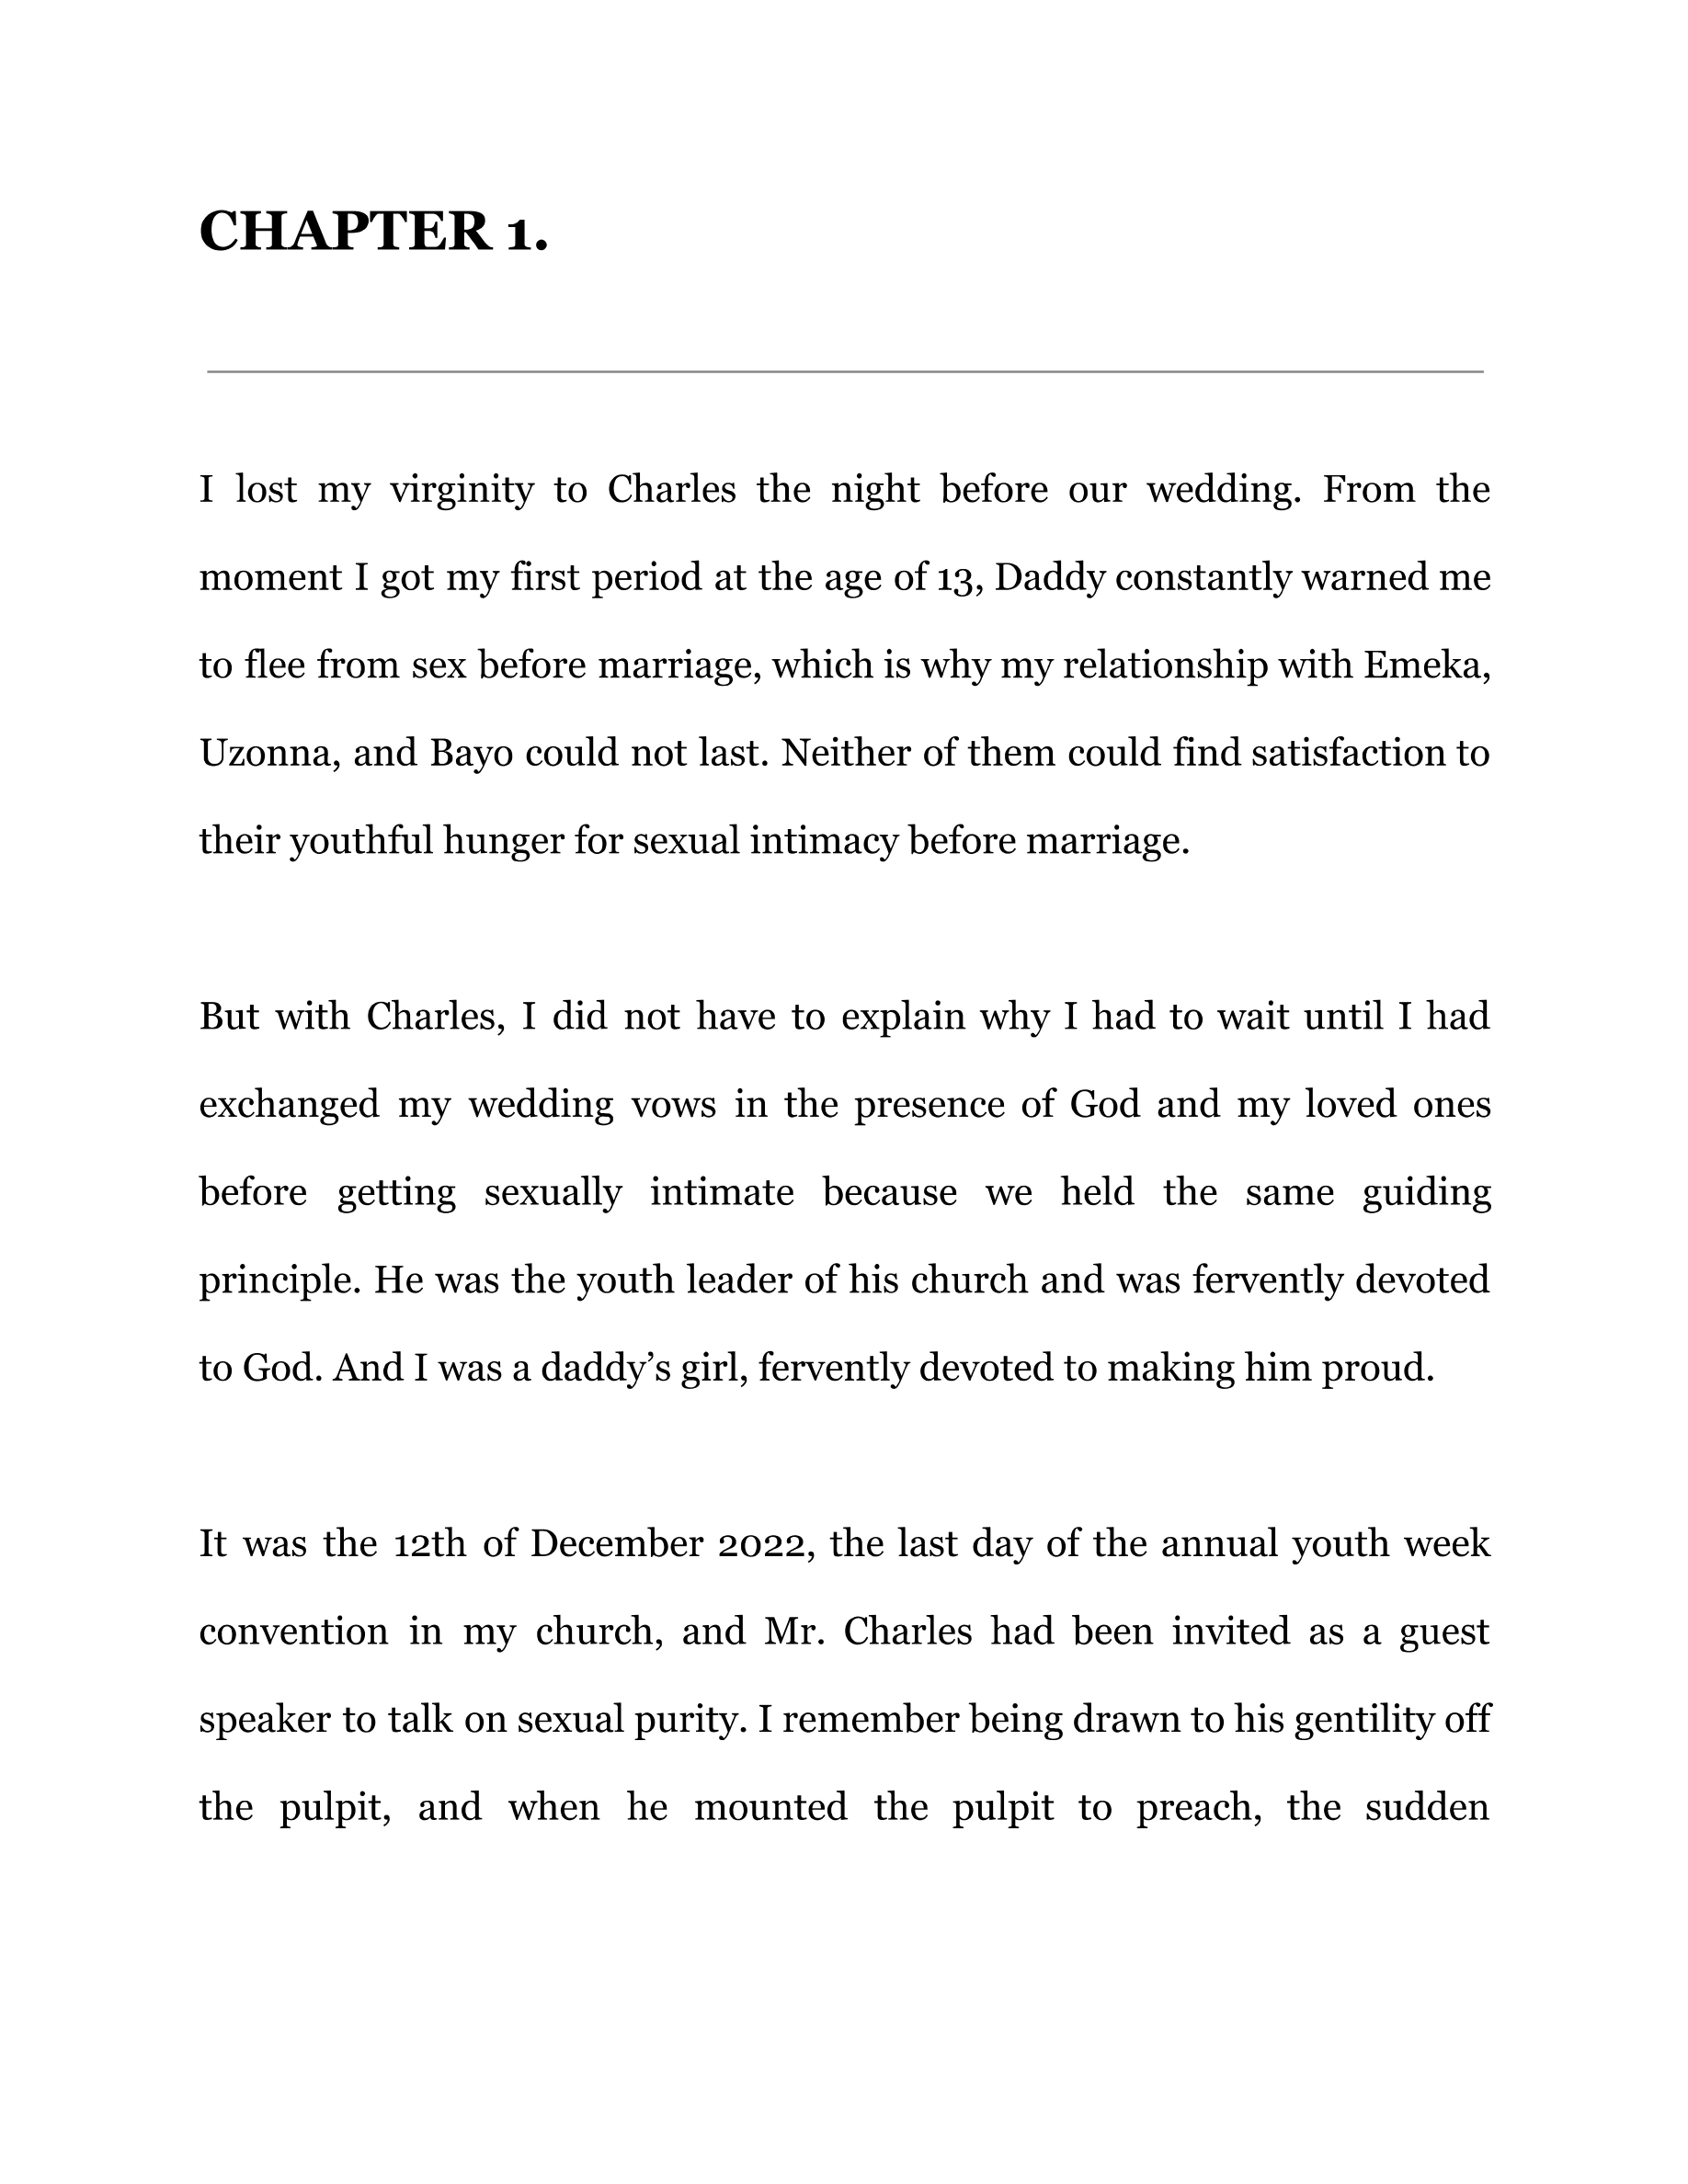 CHAPTER 1.
I lost my virginity to Charles the night before our wedding. From the
moment I got my first period at the age of 13, Daddy constantly warned me
to flee from sex before marriage, which is why my relationship with Emeka,
Uzonna, and Bayo could not last. Neither of them could find satisfaction to
their youthful hunger for sexual intimacy before marriage.
But with Charles, I did not have to explain why I had to wait until I had
exchanged my wedding vows in the presence of God and my loved ones
before getting sexually intimate because we held the same guiding
principle. He was the youth leader of his church and was fervently devoted
to God. And I was a daddy’s girl, fervently devoted to making him proud.
It was the 12th of December 2022, the last day of the annual youth week
convention in my church, and Mr. Charles had been invited as a guest
speaker to talk on sexual purity. I remember being drawn to his gentility off
the pulpit, and when he mounted the pulpit to preach, the sudden